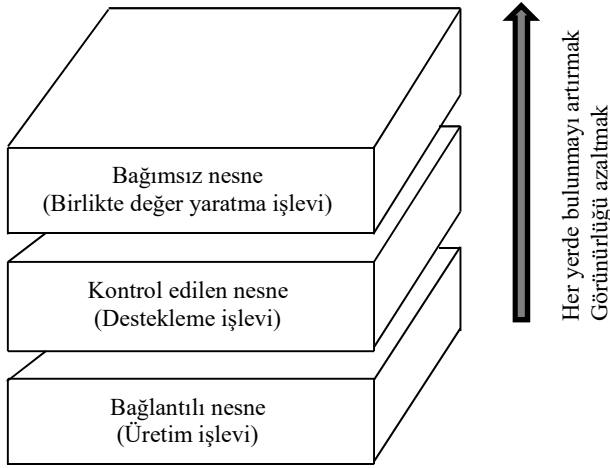 Bağımsız nesne
(Birlikte değer yaratma işlevi)
Kontrol edilen nesne
(Destekleme işlevi)
Bağlantılı nesne
(Üretim işlevi)
Her yerde bulunmayı artırmak
Görünürlüğü azaltmak